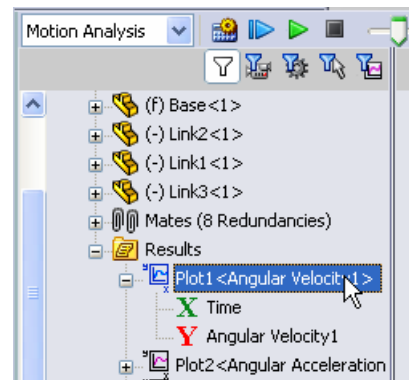 Motion Analysis
(f) Base<1>
(-) Link2<1>
(-) Link1<1>
(-) Link3<1>
Mates (8 Redundancies)
Results
Plot1<Angular Velocity1>
X Time
Y Angular Velocity1
Plot2<Angular Acceleration